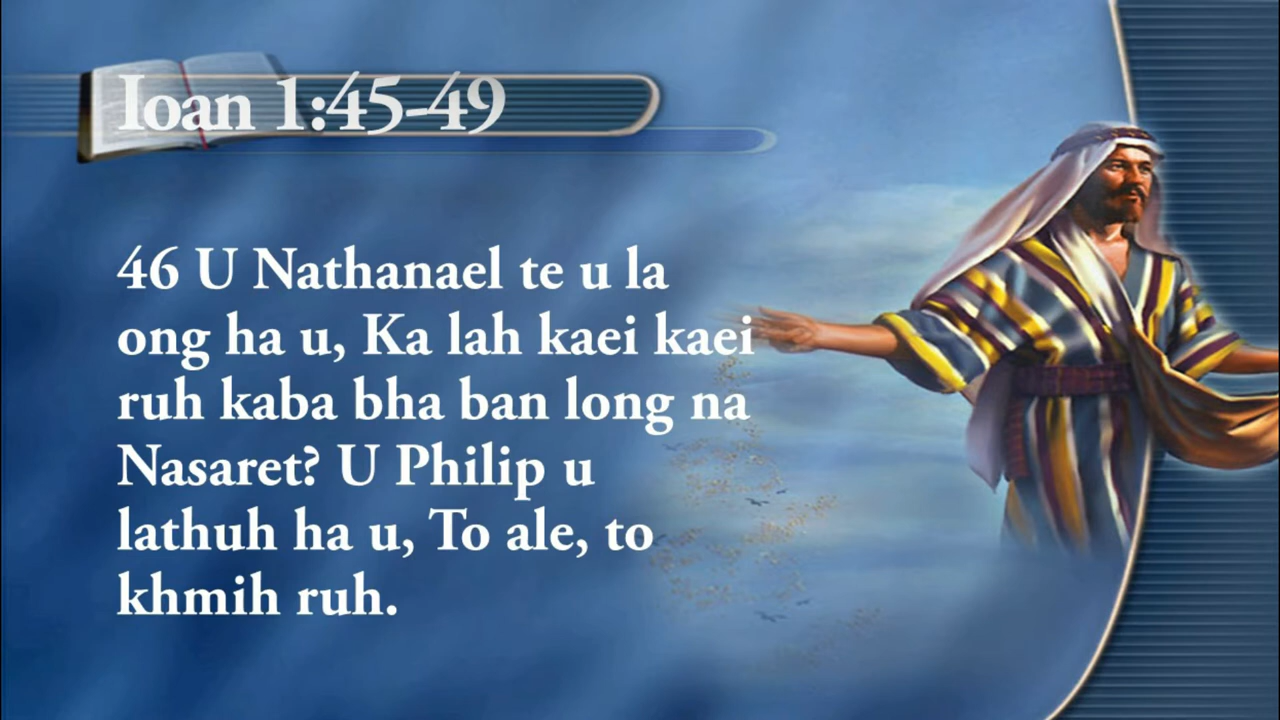 Ioan 1:45-49
46 U Nathanael te u la
ong ha u, Ka lah kaei kaei
ruh kaba bha ban long na
Nasaret? U Philip u
lathuh ha u, To ale, to
khmih ruh.